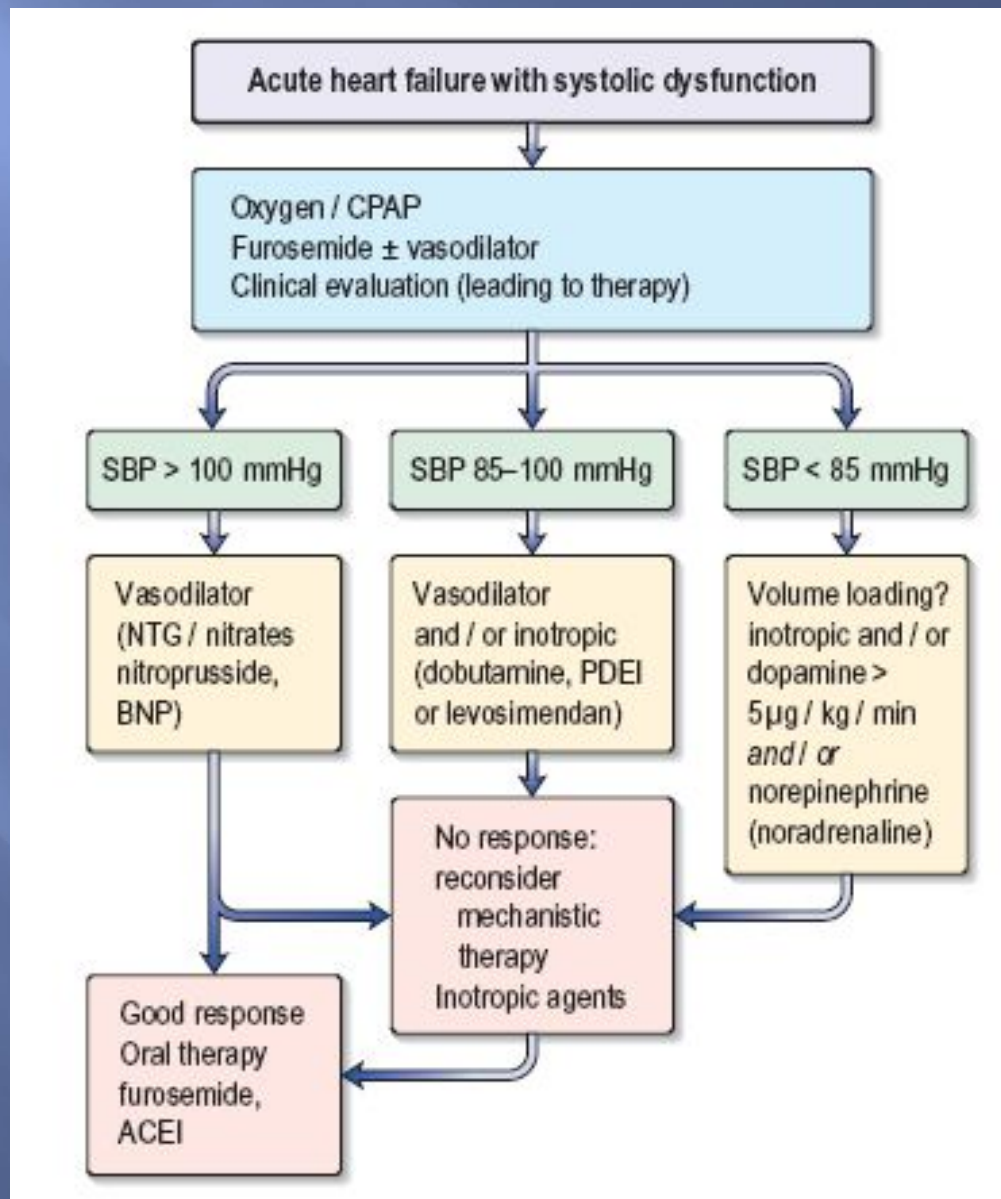 Acute heart failure with systolic dysfunction
Oxygen / CPAP
Furosemide ± vasodilator
Clinical evaluation (leading to therapy)
SBP > 100 mmHg
SBP 85–100 mmHg
SBP < 85 mmHg
Vasodilator
(NTG / nitrates
nitroprusside,
BNP)
Vasodilator
and / or inotropic
(dobutamine, PDEI
or levosimendan)
Volume loading?
inotropic and / or
dopamine >
5µg / kg / min
and / or
norepinephrine
(noradrenaline)
No response:
reconsider
mechanistic
therapy
Inotropic agents
Good response
Oral therapy
furosemide,
ACEI